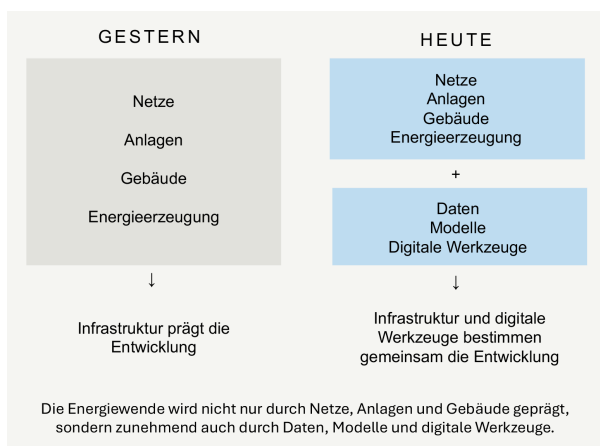 GESTERN
Netze
Anlagen
Gebäude
Energieerzeugung
↓
Infrastruktur prägt die
Entwicklung
HEUTE
Netze
Anlagen
Gebäude
Energieerzeugung
+
Daten
Modelle
Digitale Werkzeuge
↓
Infrastruktur und digitale
Werkzeuge bestimmen
gemeinsam die Entwicklung
Die Energiewende wird nicht nur durch Netze, Anlagen und Gebäude geprägt,
sondern zunehmend auch durch Daten, Modelle und digitale Werkzeuge.